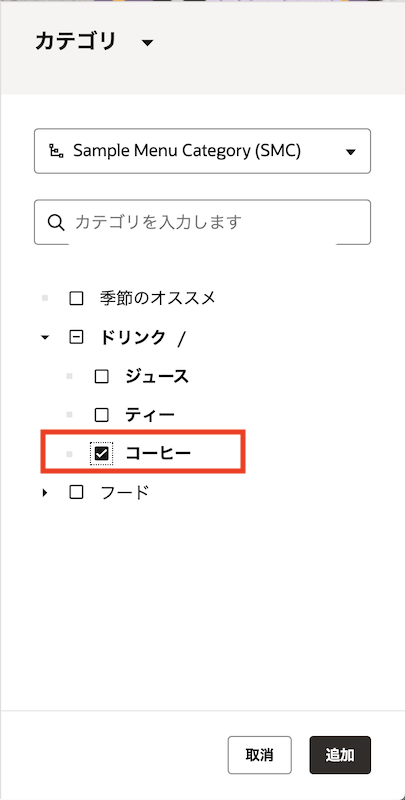 カテゴリ
Sample Menu Category (SMC)
カテゴリを入力します
季節のオススメ
ドリンク /
ジュース
ティー
コーヒー
フード
取消 追加